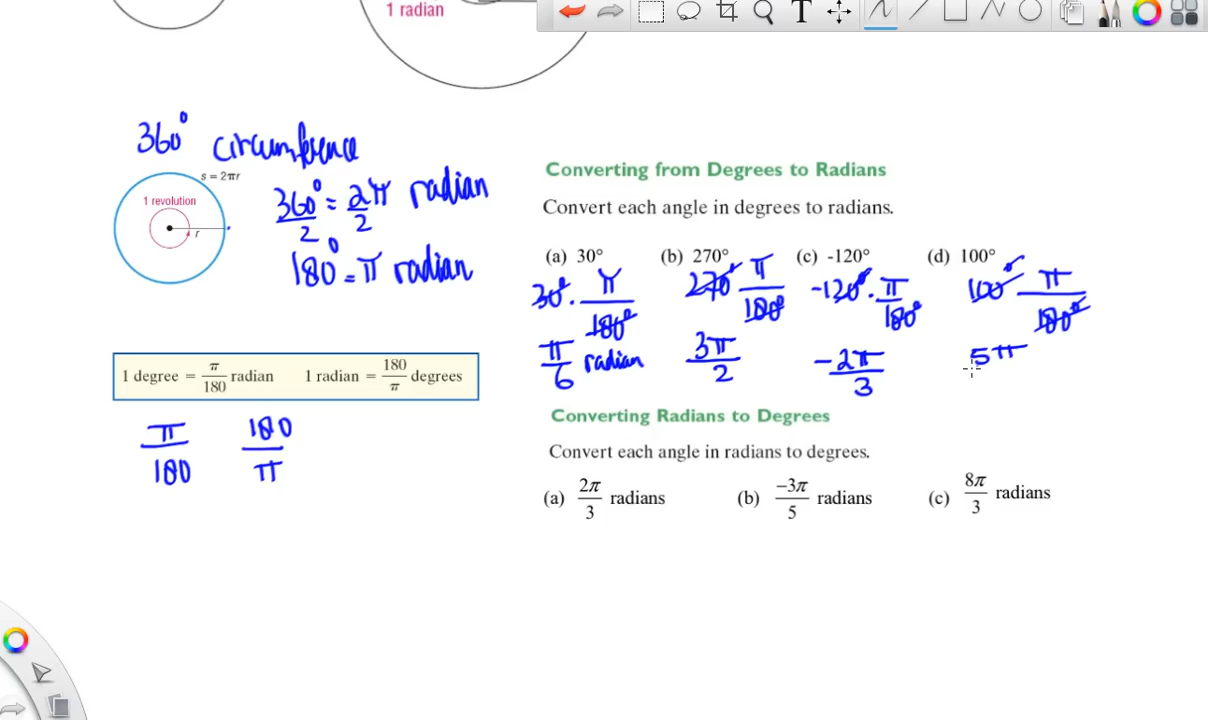 1 radian
T
360° circumference
s = 2πr
1 revolution
r
360°/2 = 2π/2 radian
180° = π radian
1 degree = π/180 radian 1 radian = 180/π degrees
π/180 180/π
Converting from Degrees to Radians
Convert each angle in degrees to radians.
(a) 30° (b) 270° (c) -120° (d) 100°
30° · π/180° 270° π/180° -120° · π/180° 100° π/180°
π/6 radian 3π/2 -2π/3 5π
Converting Radians to Degrees
Convert each angle in radians to degrees.
(a) 2π/3 radians (b) −3π/5 radians (c) 8π/3 radians